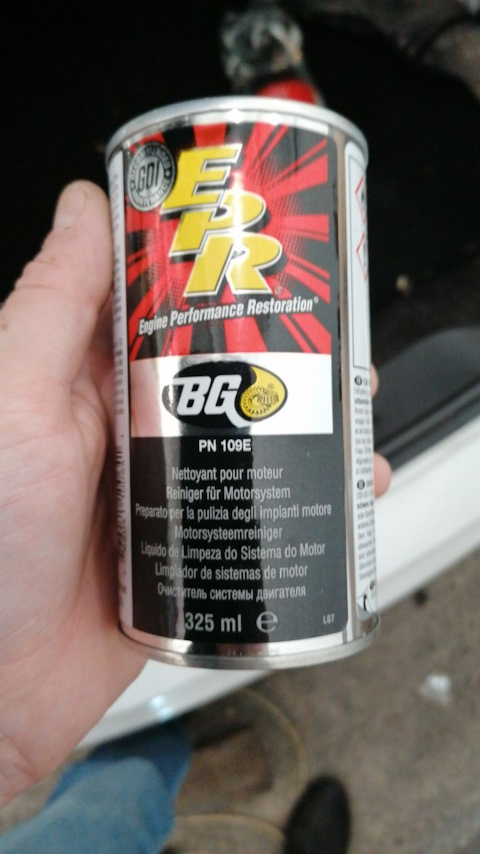 GDI
EPR®
Engine Performance Restoration®
BG
PN 109E
Nettoyant pour moteur
Reiniger für Motorsystem
Preparato per la pulizia degli impianti motore
Motorsysteemreiniger
Líquido de Limpeza do Sistema do Motor
Limpiador de sistemas de motor
Очиститель системы двигателя
325 ml ℮
L07